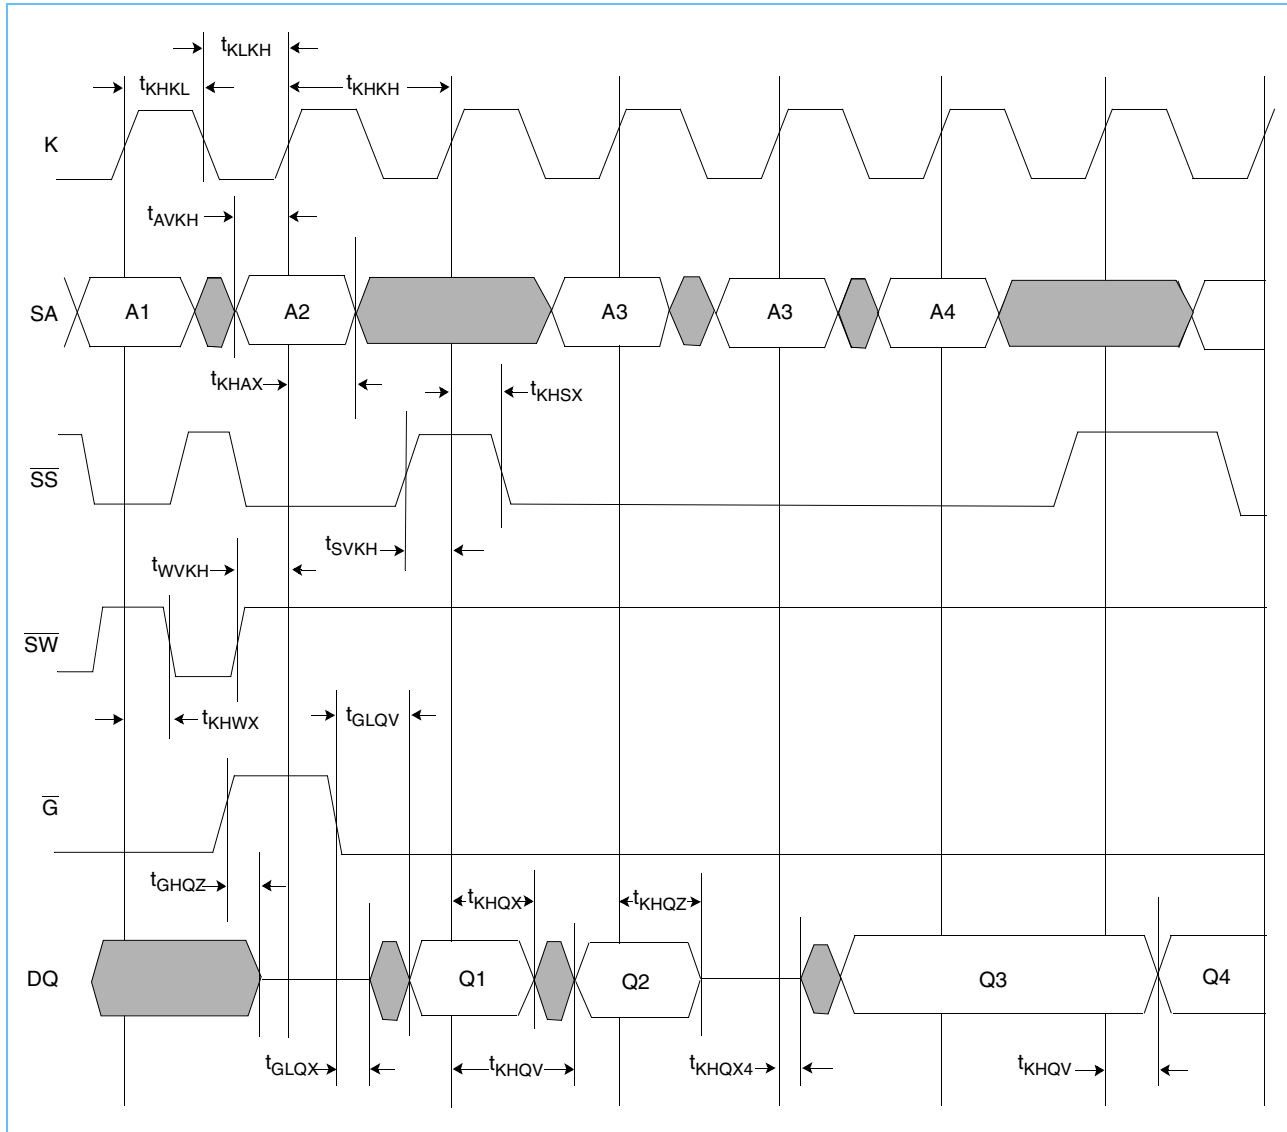 tKLKH
tKHKL
tKHKH
K
tAVKH
SA
A1
A2
A3
A3
A4
tKHAX
tKHSX
SS
tSVKH
tWVKH
SW
tKHWX
tGLQV
G
tGHQZ
tKHQX
tKHQZ
DQ
Q1
Q2
Q3
Q4
tGLQX
tKHQV
tKHQX4
tKHQV